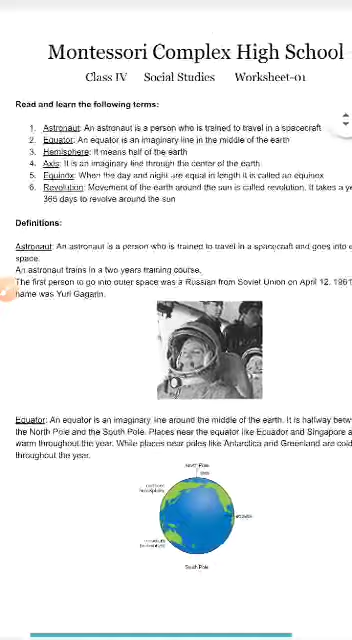 Montessori Complex High School
Class IV Social Studies Worksheet-01
Read and learn the following terms:
1. Astronaut: An astronaut is a person who is trained to travel in a spacecraft
2. Equator: An equator is an imaginary line in the middle of the earth
3. Hemisphere: It means half of the earth
4. Axis: It is an imaginary line through the center of the earth
5. Equinox: When the day and night are equal in length it is called an equinox
6. Revolution: Movement of the earth around the sun is called revolution. It takes a
365 days to revolve around the sun
Definitions:
Astronaut: An astronaut is a person who is trained to travel in a spacecraft and goes into
space.
An astronaut trains in a two years training course.
The first person to go into outer space was a Russian from Soviet Union on April 12, 1961
name was Yuri Gagarin.
Equator: An equator is an imaginary line around the middle of the earth. It is halfway
the North Pole and the South Pole. Places near the equator like Ecuador and Singapore
warm throughout the year. While places near poles like Antarctica and Greenland are cold
throughout the year.
North Pole
South Pole